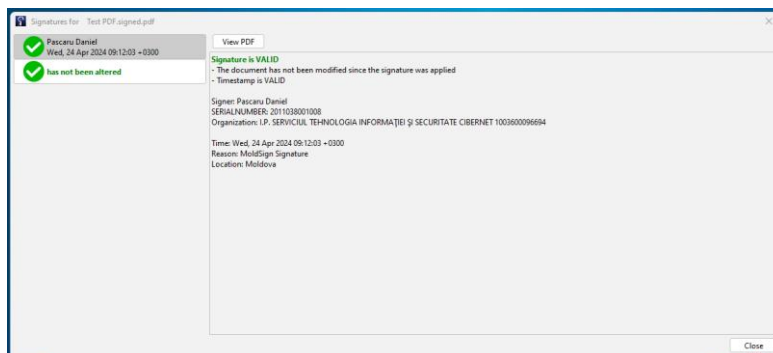 Signatures for Test PDF.signed.pdf
Pascaru Daniel
Wed, 24 Apr 2024 09:12:03 +0300
has not been altered
View PDF
Signature is VALID
- The document has not been modified since the signature was applied
- Timestamp is VALID
Signer: Pascaru Daniel
SERIALNUMBER: 2011038001008
Organization: I.P. SERVICIUL TEHNOLOGIA INFORMAŢIEI ŞI SECURITATE CIBERNET 1003600096694
Time: Wed, 24 Apr 2024 09:12:03 +0300
Reason: MoldSign Signature
Location: Moldova
Close